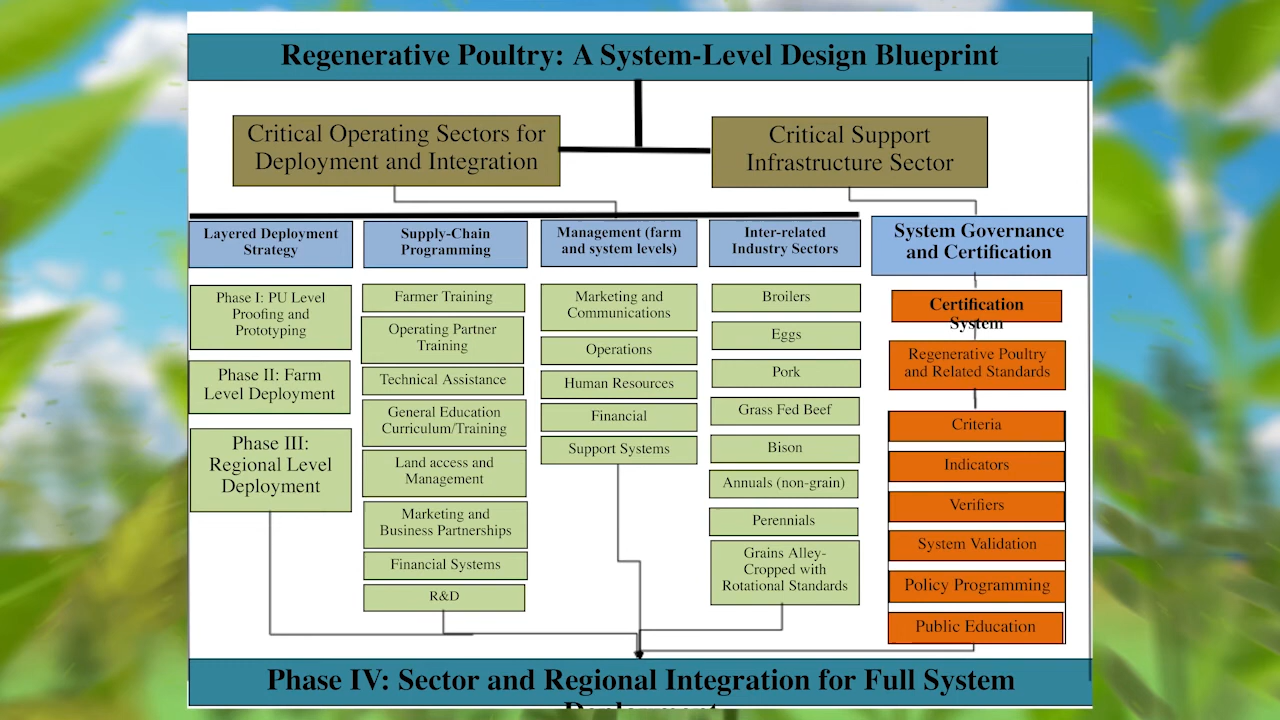 Regenerative Poultry: A System-Level Design Blueprint
Critical Operating Sectors for
Deployment and Integration
Critical Support
Infrastructure Sector
Layered Deployment
Strategy
Phase I: PU Level
Proofing and
Prototyping
Phase II: Farm
Level Deployment
Phase III:
Regional Level
Deployment
Supply-Chain
Programming
Farmer Training
Operating Partner
Training
Technical Assistance
General Education
Curriculum/Training
Land access and
Management
Marketing and
Business Partnerships
Financial Systems
R&D
Management (farm
and system levels)
Marketing and
Communications
Operations
Human Resources
Financial
Support Systems
Inter-related
Industry Sectors
Broilers
Eggs
Pork
Grass Fed Beef
Bison
Annuals (non-grain)
Perennials
Grains Alley-
Cropped with
Rotational Standards
System Governance
and Certification
Certification
System
Regenerative Poultry
and Related Standards
Criteria
Indicators
Verifiers
System Validation
Policy Programming
Public Education
Phase IV: Sector and Regional Integration for Full System